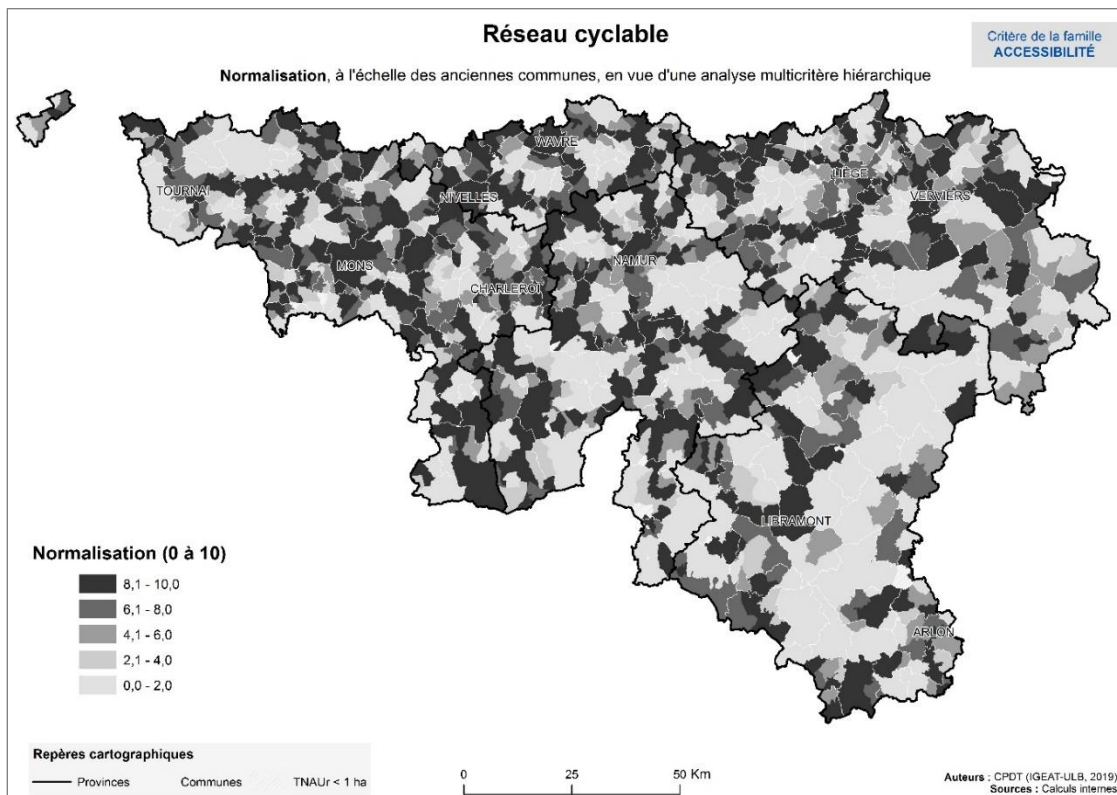 Réseau cyclable
Critère de la famille
ACCESSIBILITÉ
Normalisation, à l'échelle des anciennes communes, en vue d'une analyse multicritère hiérarchique
WAVRE
TOURNAI
NIVELLES
LIEGE
VERVIERS
MONS
NAMUR
CHARLEROI
LIBRAMONT
ARLON
Normalisation (0 à 10)
8,1 - 10,0
6,1 - 8,0
4,1 - 6,0
2,1 - 4,0
0,0 - 2,0
Repères cartographiques
Provinces Communes TNAUr < 1 ha
0 25 50 Km
Auteurs : CPDT (IGEAT-ULB, 2019)
Sources : Calculs internes